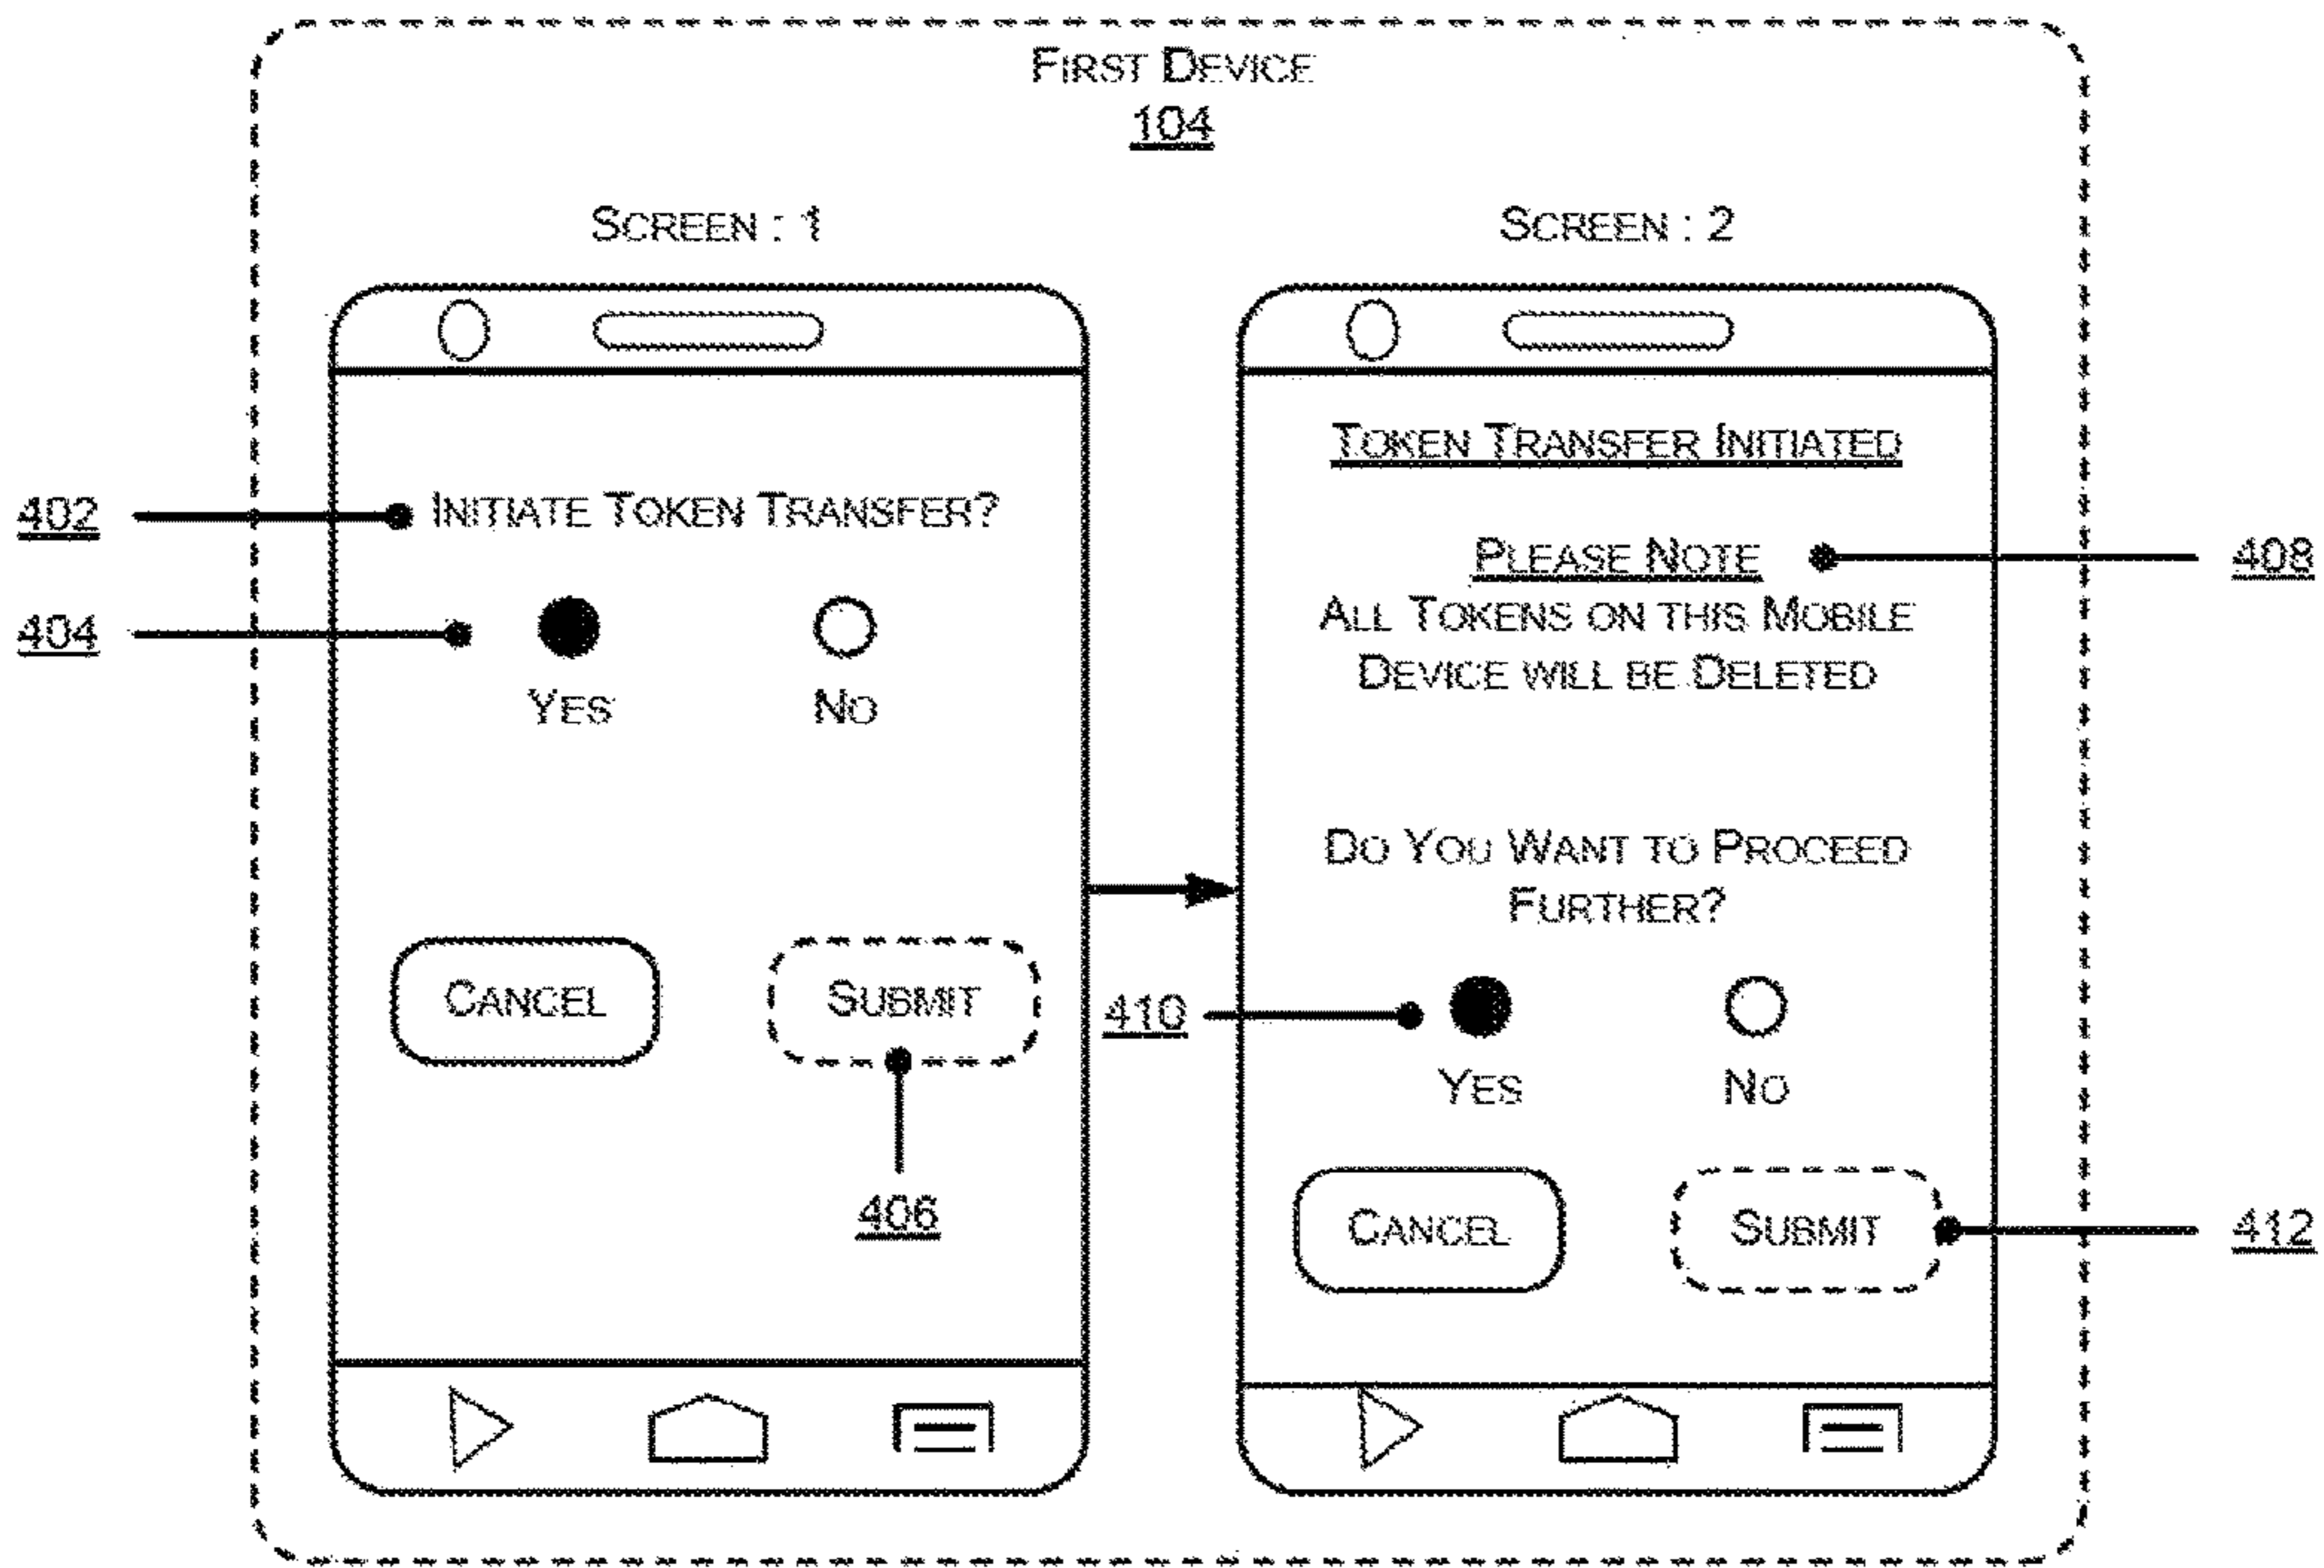 FIRST DEVICE
104
SCREEN : 1
SCREEN : 2
402
INITIATE TOKEN TRANSFER?
404
YES
NO
CANCEL
SUBMIT
406
TOKEN TRANSFER INITIATED
PLEASE NOTE
408
ALL TOKENS ON THIS MOBILE
DEVICE WILL BE DELETED
DO YOU WANT TO PROCEED
FURTHER?
410
YES
NO
CANCEL
SUBMIT
412